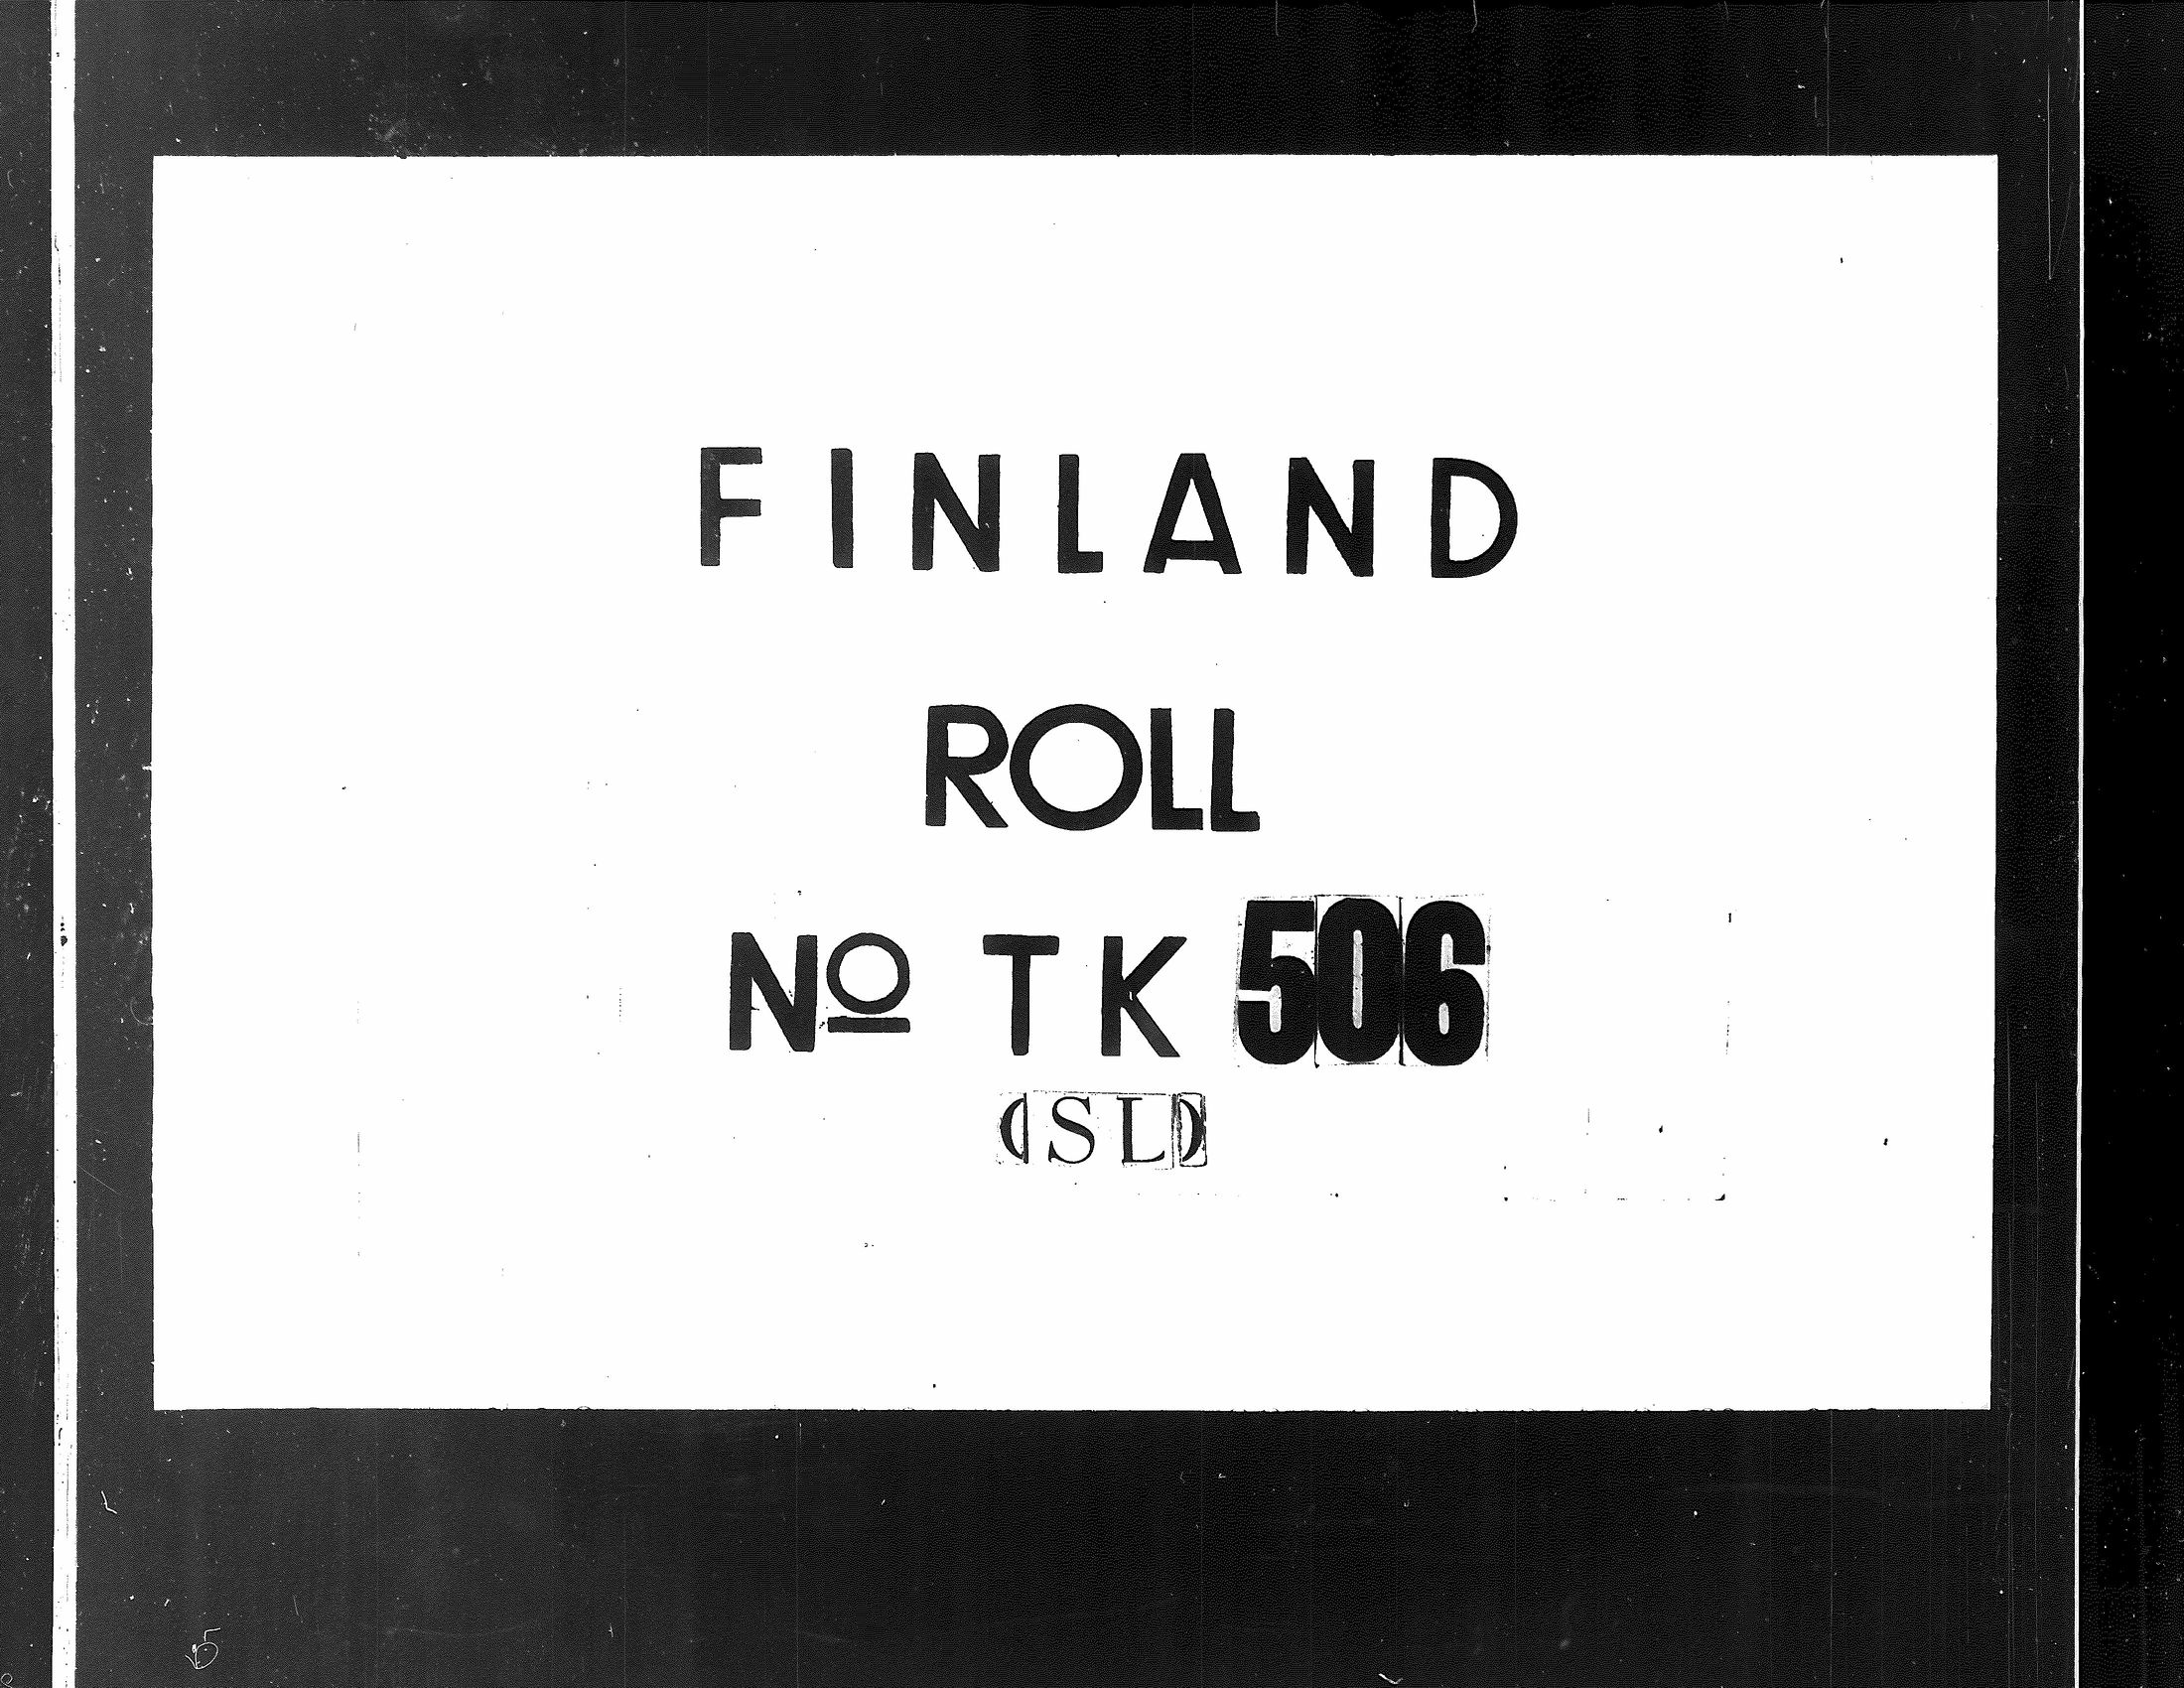 FINLAND
ROLL
Nº TK 506
(SL)